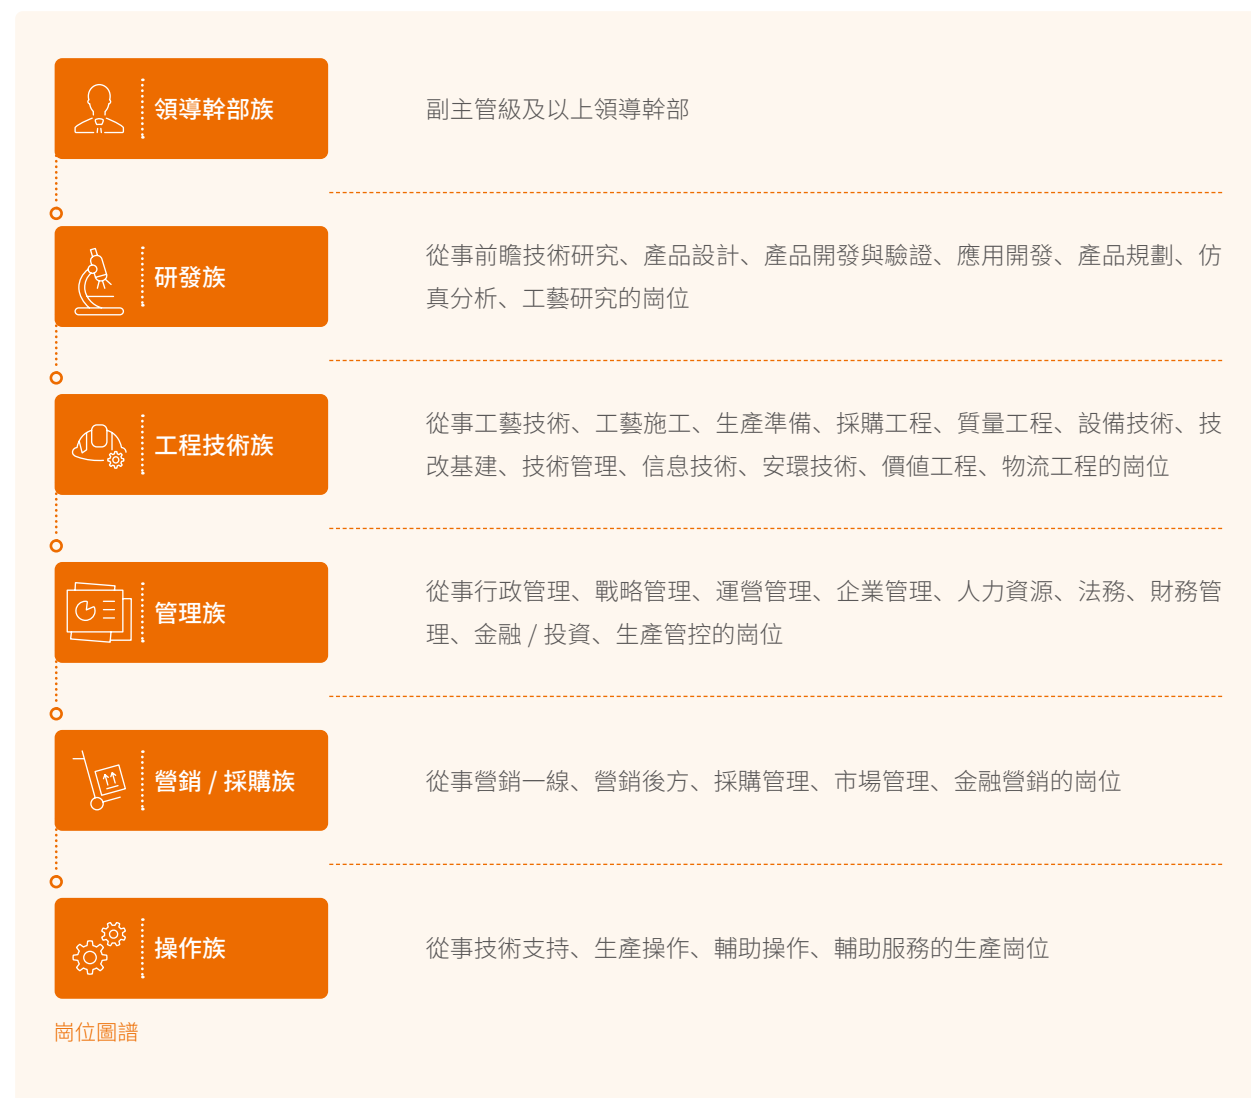 領導幹部族
副主管級及以上領導幹部
研發族
從事前瞻技術研究、產品設計、產品開發與驗證、應用開發、產品規劃、仿
真分析、工藝研究的崗位
工程技術族
從事工藝技術、工藝施工、生產準備、採購工程、質量工程、設備技術、技
改基建、技術管理、信息技術、安環技術、價值工程、物流工程的崗位
管理族
從事行政管理、戰略管理、運營管理、企業管理、人力資源、法務、財務管
理、金融 / 投資、生產管控的崗位
營銷 / 採購族
從事營銷一線、營銷後方、採購管理、市場管理、金融營銷的崗位
操作族
從事技術支持、生產操作、輔助操作、輔助服務的生產崗位
崗位圖譜